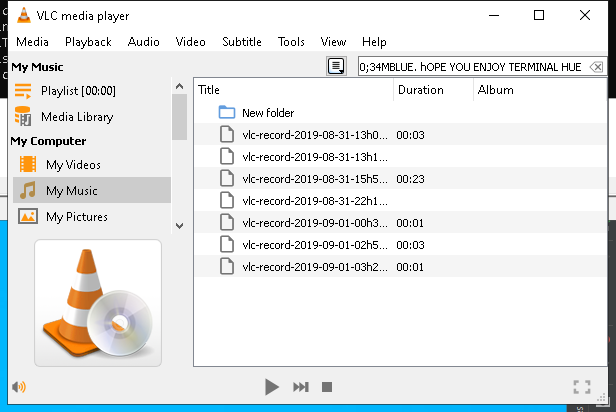 VLC media player
Media Playback Audio Video Subtitle Tools View Help
My Music
0;34MBLUE. hOPE YOU ENJOY TERMINAL HUE
Playlist [00:00]
Media Library
My Computer
My Videos
My Music
My Pictures
Title Duration Album
New folder
vlc-record-2019-08-31-13h0... 00:03
vlc-record-2019-08-31-13h1...
vlc-record-2019-08-31-15h5... 00:23
vlc-record-2019-08-31-22h1...
vlc-record-2019-09-01-00h3... 00:01
vlc-record-2019-09-01-02h5... 00:03
vlc-record-2019-09-01-03h2... 00:01